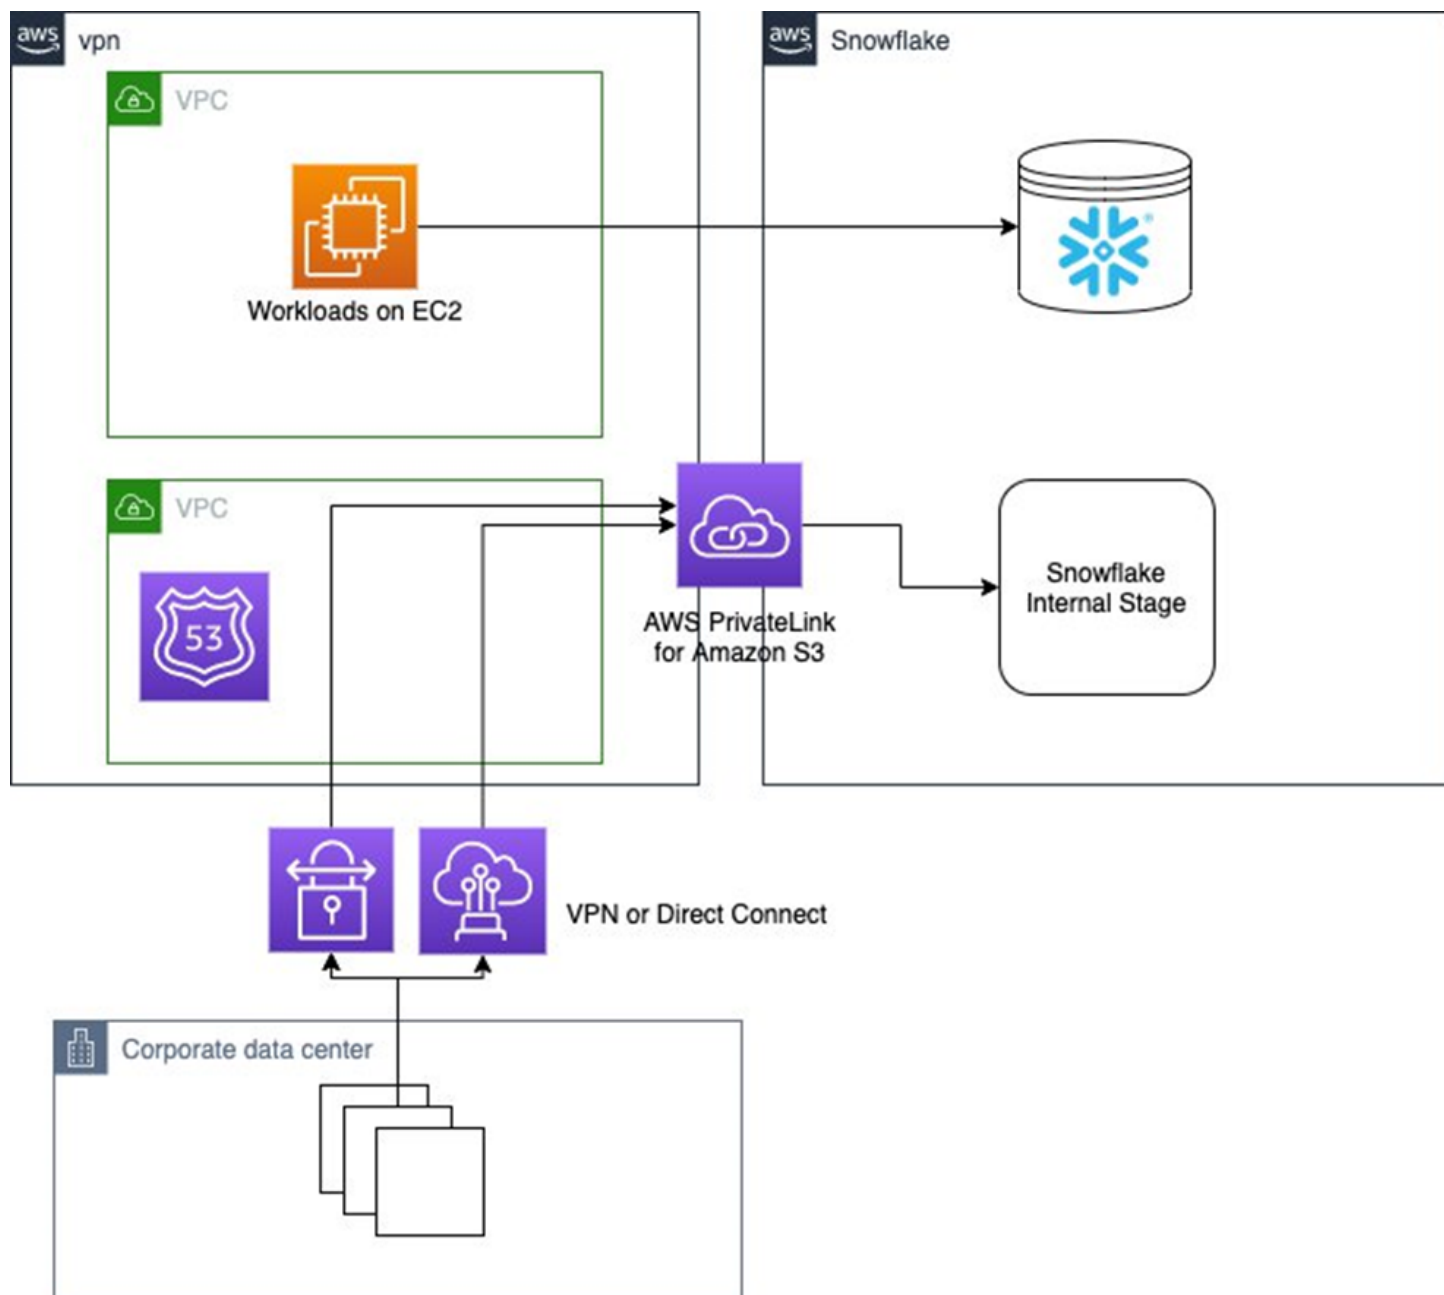 aws
vpn
aws
Snowflake
VPC
®
Workloads on EC2
VPC
53
Snowflake
Internal Stage
AWS PrivateLink
for Amazon S3
VPN or Direct Connect
Corporate data center